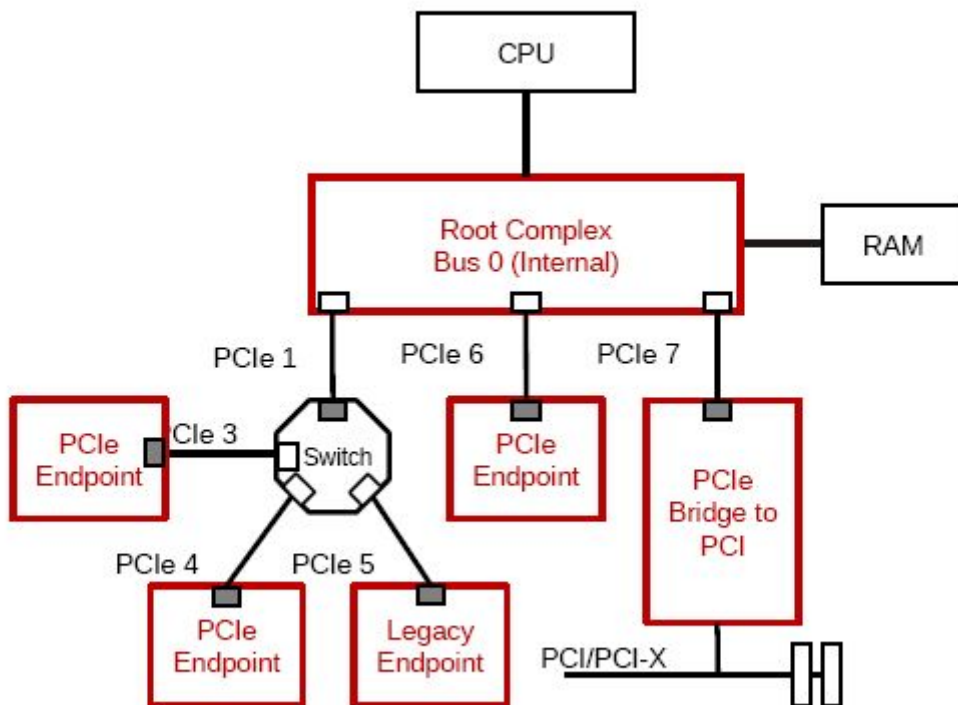 CPU
Root Complex
Bus 0 (Internal)
RAM
PCIe 1
PCIe 6
PCIe 7
PCIe
Endpoint
PCIe 3
Switch
PCIe
Endpoint
PCIe
Bridge to
PCI
PCIe 4
PCIe 5
PCIe
Endpoint
Legacy
Endpoint
PCI/PCI-X